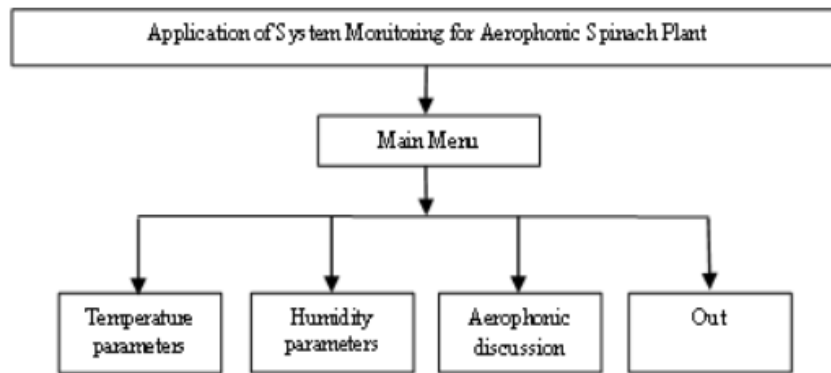 Application of System Monitoring for Aerophonic Spinach Plant
Main Menu
Temperature
parameters
Humidity
parameters
Aerophonic
discussion
Out